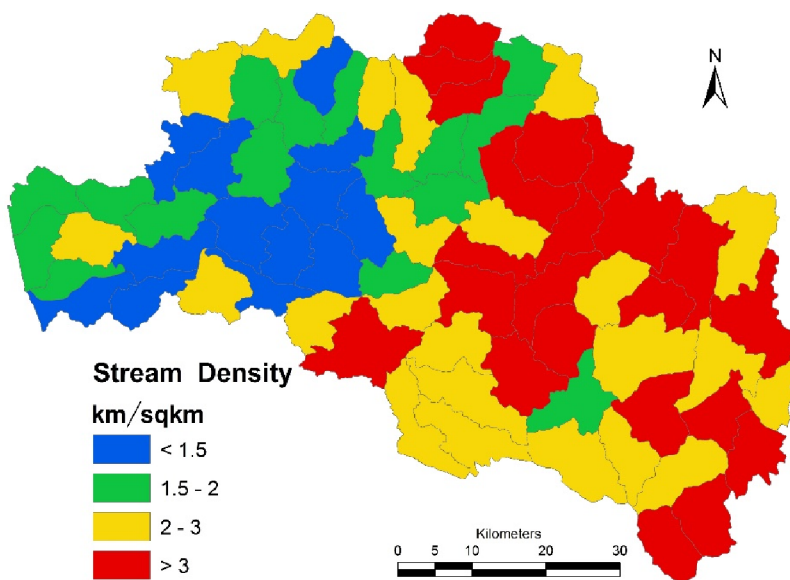 N
Stream Density
km/sqkm
< 1.5
1.5 - 2
2 - 3
> 3
Kilometers
0 5 10 20 30